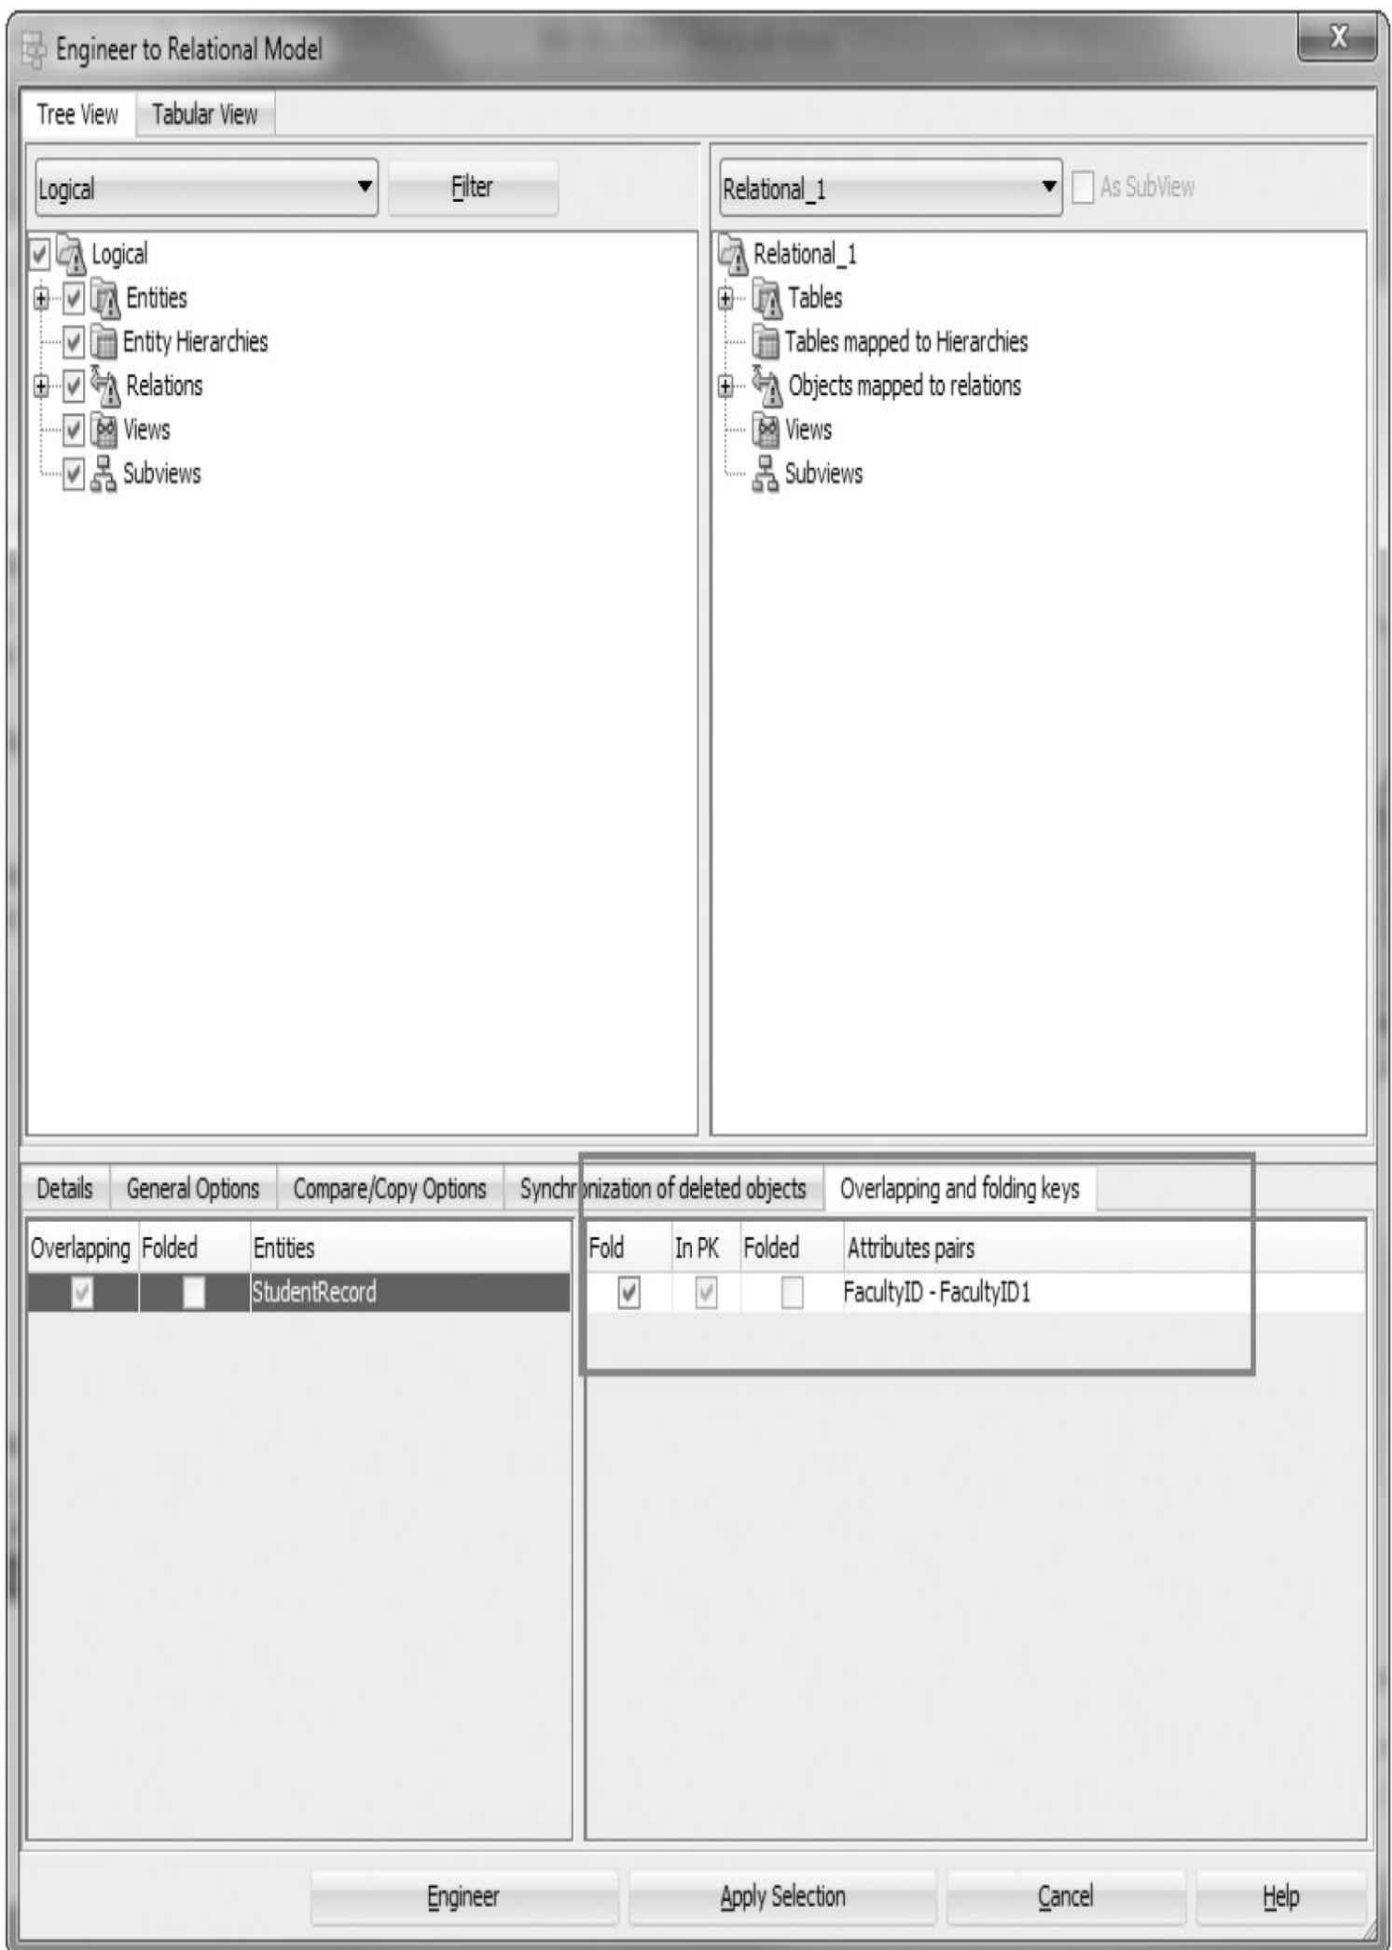 Engineer to Relational Model
X
Tree View Tabular View
Logical Filter
Relational_1 As SubView
Logical
Entities
Entity Hierarchies
Relations
Views
Subviews
Relational_1
Tables
Tables mapped to Hierarchies
Objects mapped to relations
Views
Subviews
Details General Options Compare/Copy Options Synchronization of deleted objects Overlapping and folding keys
Overlapping Folded Entities
StudentRecord
Fold In PK Folded Attributes pairs
FacultyID - FacultyID1
Engineer Apply Selection Cancel Help